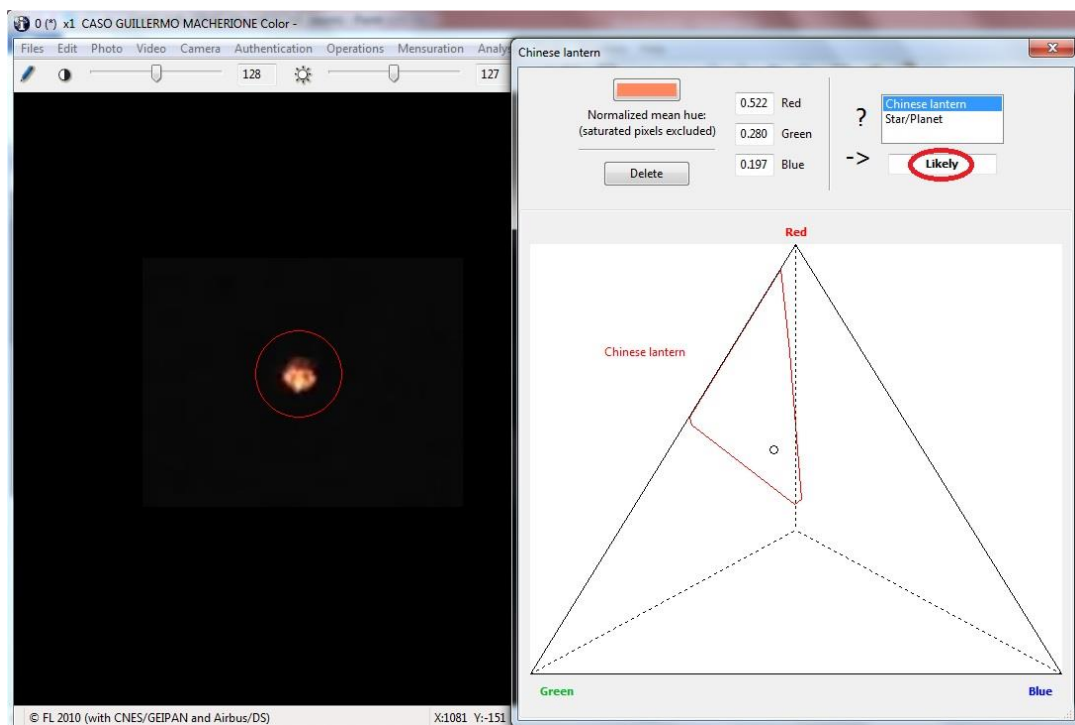 0 (*) x1 CASO GUILLERMO MACHERIONE Color -
Files Edit Photo Video Camera Authentication Operations Mensuration
128
127
© FL 2010 (with CNES/GEIPAN and Airbus/DS)
X:1081 Y:-151
Chinese lantern
Normalized mean hue:
(saturated pixels excluded)
Delete
0.522 Red
0.280 Green
0.197 Blue
?
->
Chinese lantern
Star/Planet
Likely
Red
Chinese lantern
Green
Blue